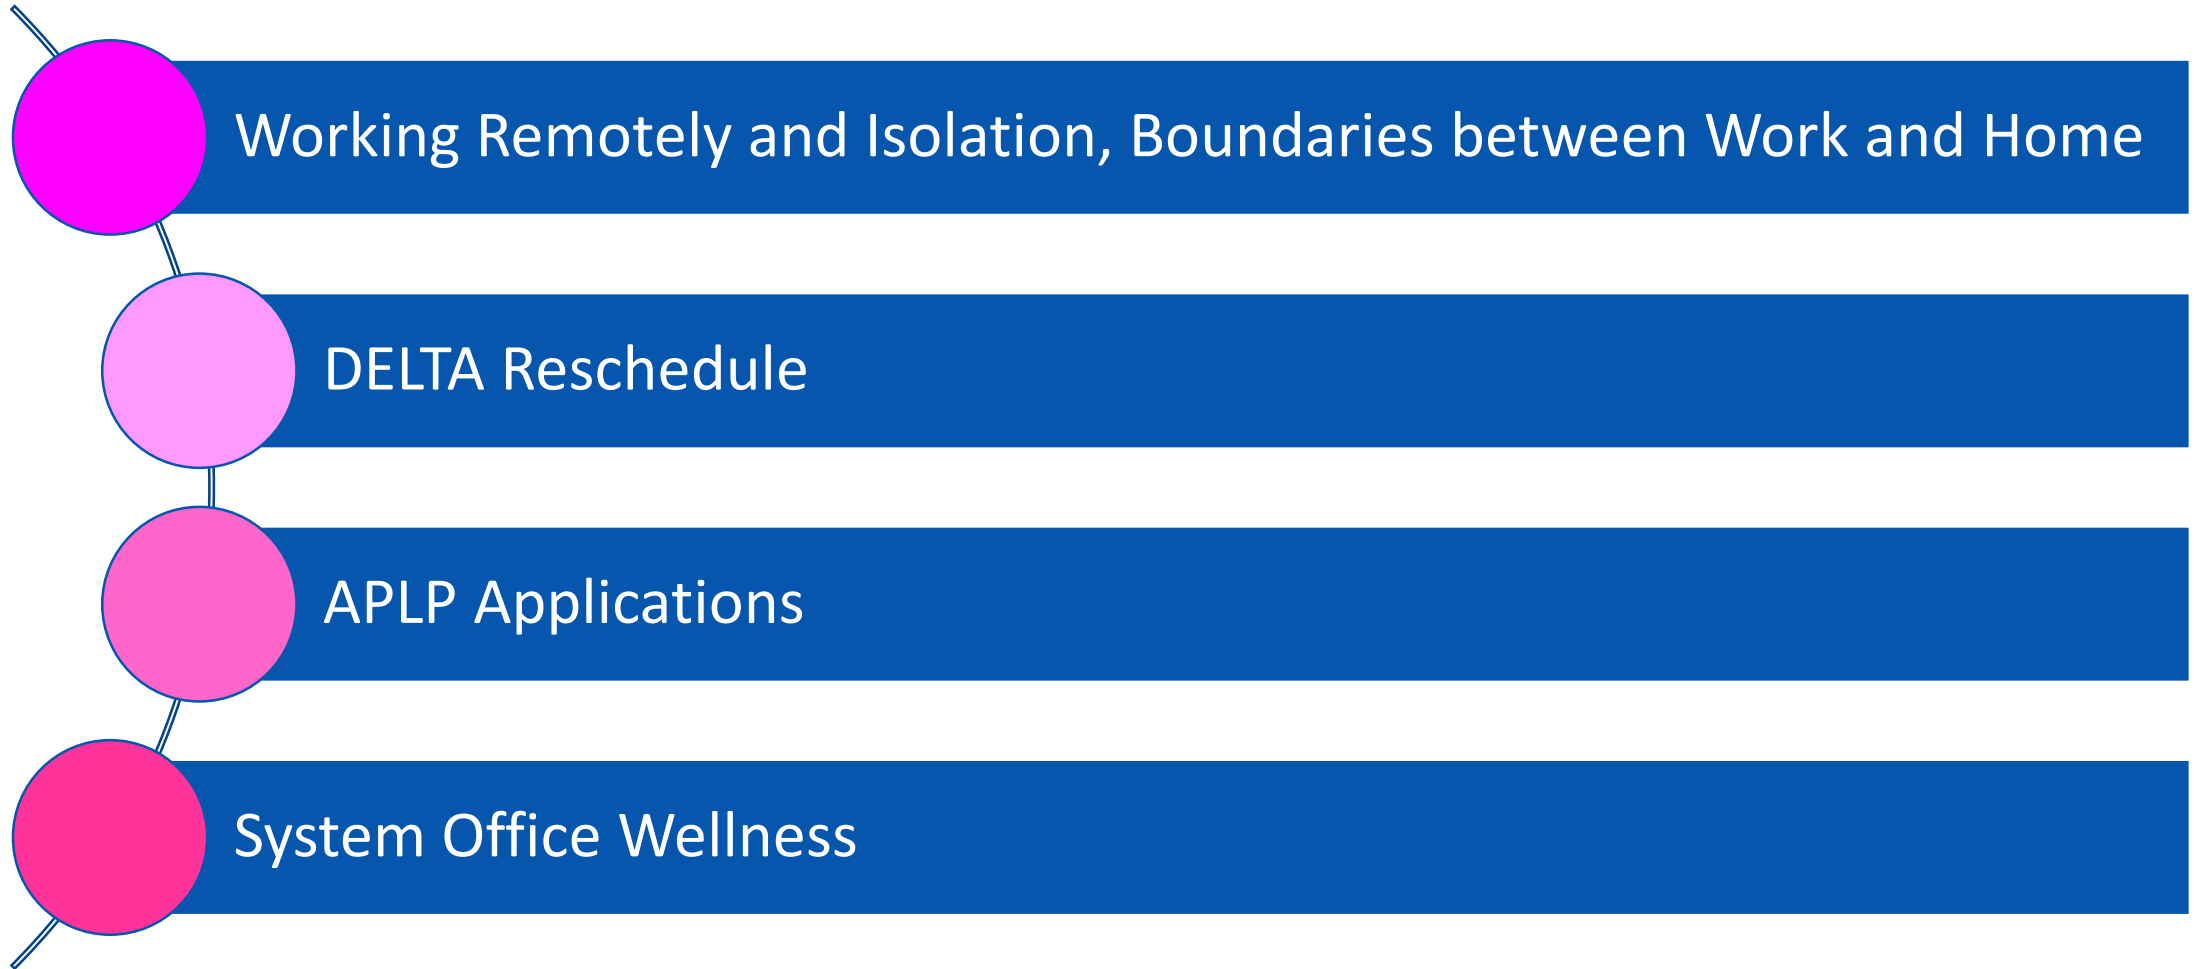 Working Remotely and Isolation, Boundaries between Work and Home
DELTA Reschedule
APLP Applications
System Office Wellness